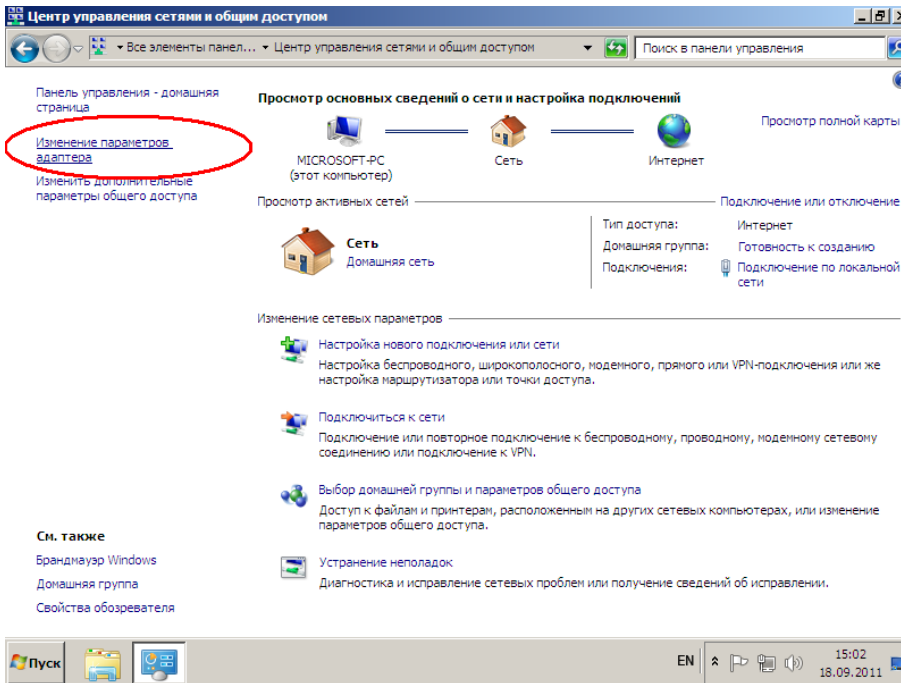 Центр управления сетями и общим доступом
Все элементы панел... Центр управления сетями и общим доступом
Поиск в панели управления
Панель управления - домашняя
страница
Изменение параметров
адаптера
Изменить дополнительные
параметры общего доступа
Просмотр основных сведений о сети и настройка подключений
Просмотр полной карты
MICROSOFT-PC
(этот компьютер)
Сеть
Интернет
Просмотр активных сетей
Подключение или отключение
Сеть
Домашняя сеть
Тип доступа: Интернет
Домашняя группа: Готовность к созданию
Подключения: Подключение по локальной
сети
Изменение сетевых параметров
Настройка нового подключения или сети
Настройка беспроводного, широкополосного, модемного, прямого или VPN-подключения или же
настройка маршрутизатора или точки доступа.
Подключиться к сети
Подключение или повторное подключение к беспроводному, проводному, модемному сетевому
соединению или подключение к VPN.
Выбор домашней группы и параметров общего доступа
Доступ к файлам и принтерам, расположенным на других сетевых компьютерах, или изменение
параметров общего доступа.
Устранение неполадок
Диагностика и исправление сетевых проблем или получение сведений об исправлении.
См. также
Брандмауэр Windows
Домашняя группа
Свойства обозревателя
Пуск
EN
15:02
18.09.2011